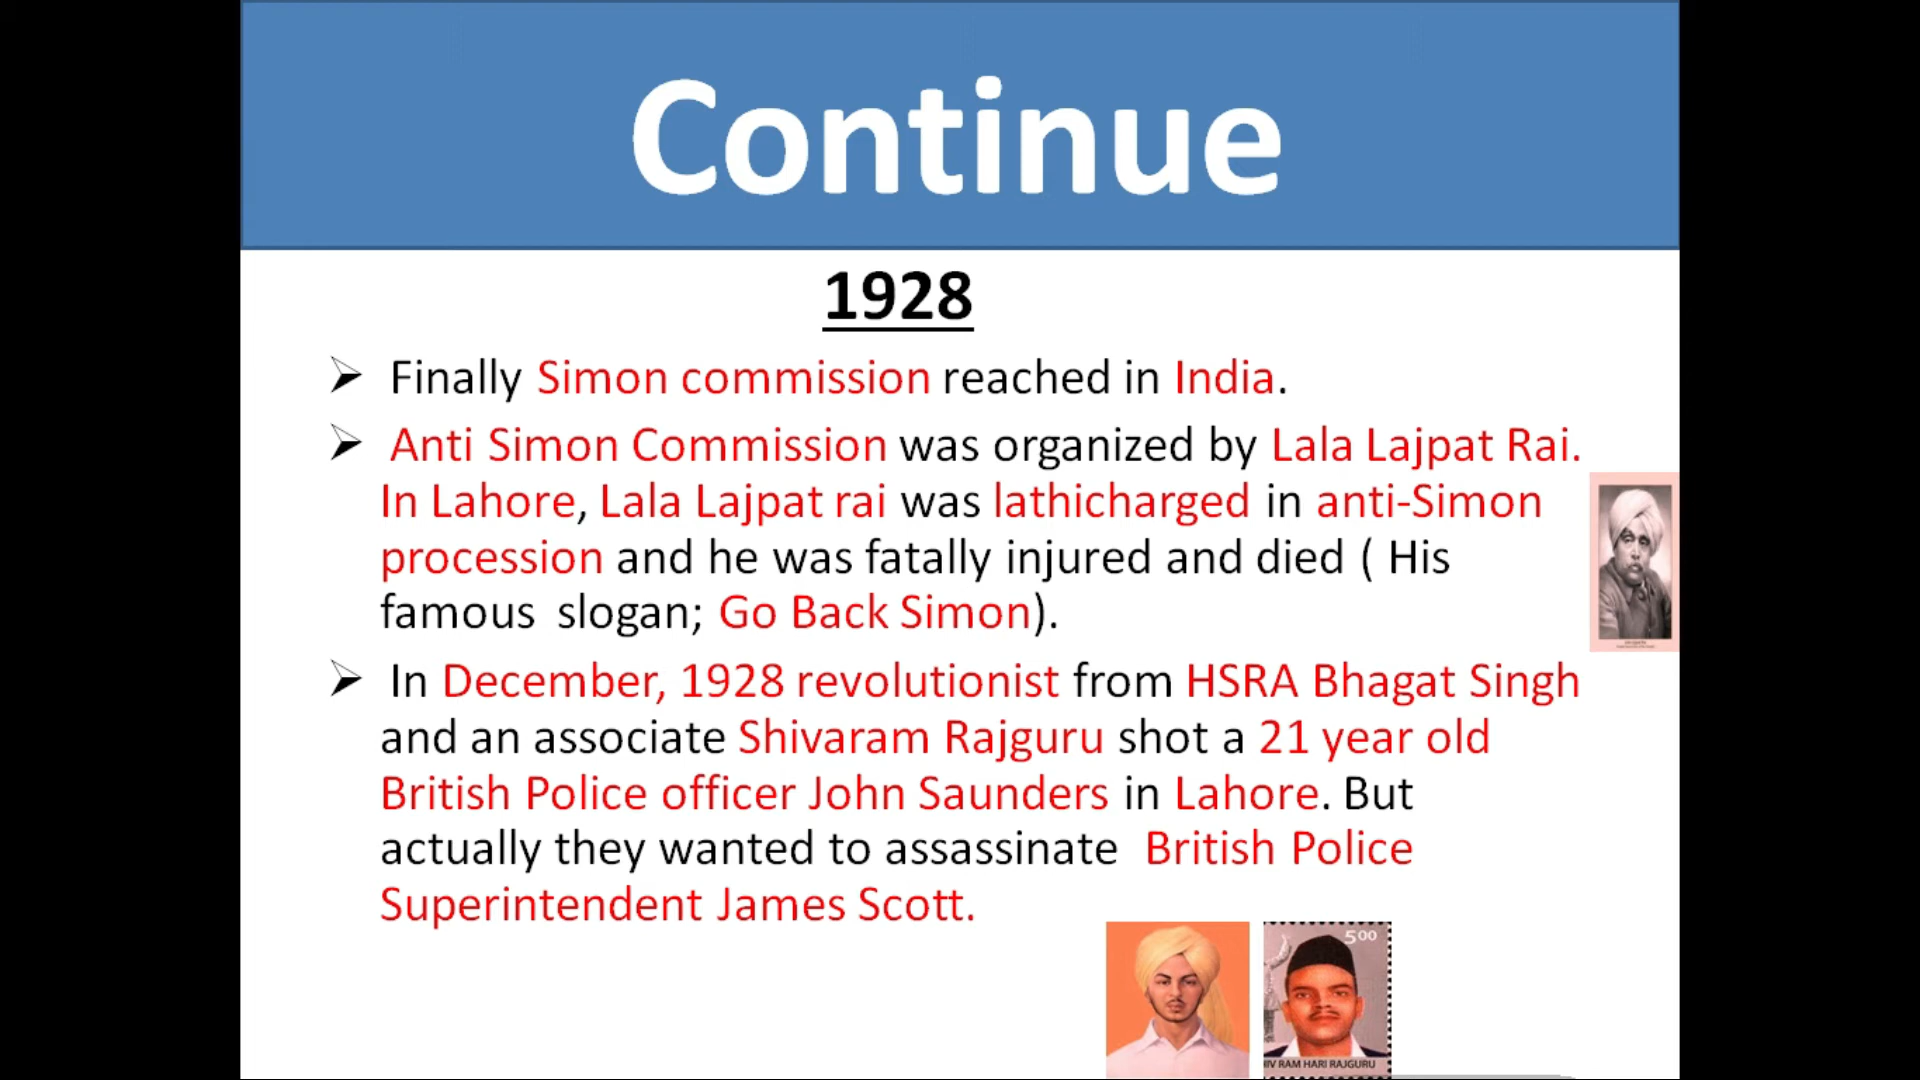 Continue
1928
Finally Simon commission reached in India.
Anti Simon Commission was organized by Lala Lajpat Rai.
In Lahore, Lala Lajpat rai was lathicharged in anti-Simon
procession and he was fatally injured and died ( His
famous slogan; Go Back Simon).
In December, 1928 revolutionist from HSRA Bhagat Singh
and an associate Shivaram Rajguru shot a 21 year old
British Police officer John Saunders in Lahore. But
actually they wanted to assassinate British Police
Superintendent James Scott.
500
IV RAM HARI RAJGURU